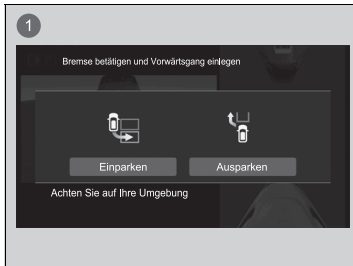 1
Bremse betätigen und Vorwärtsgang einlegen
Einparken Ausparken
Achten Sie auf Ihre Umgebung